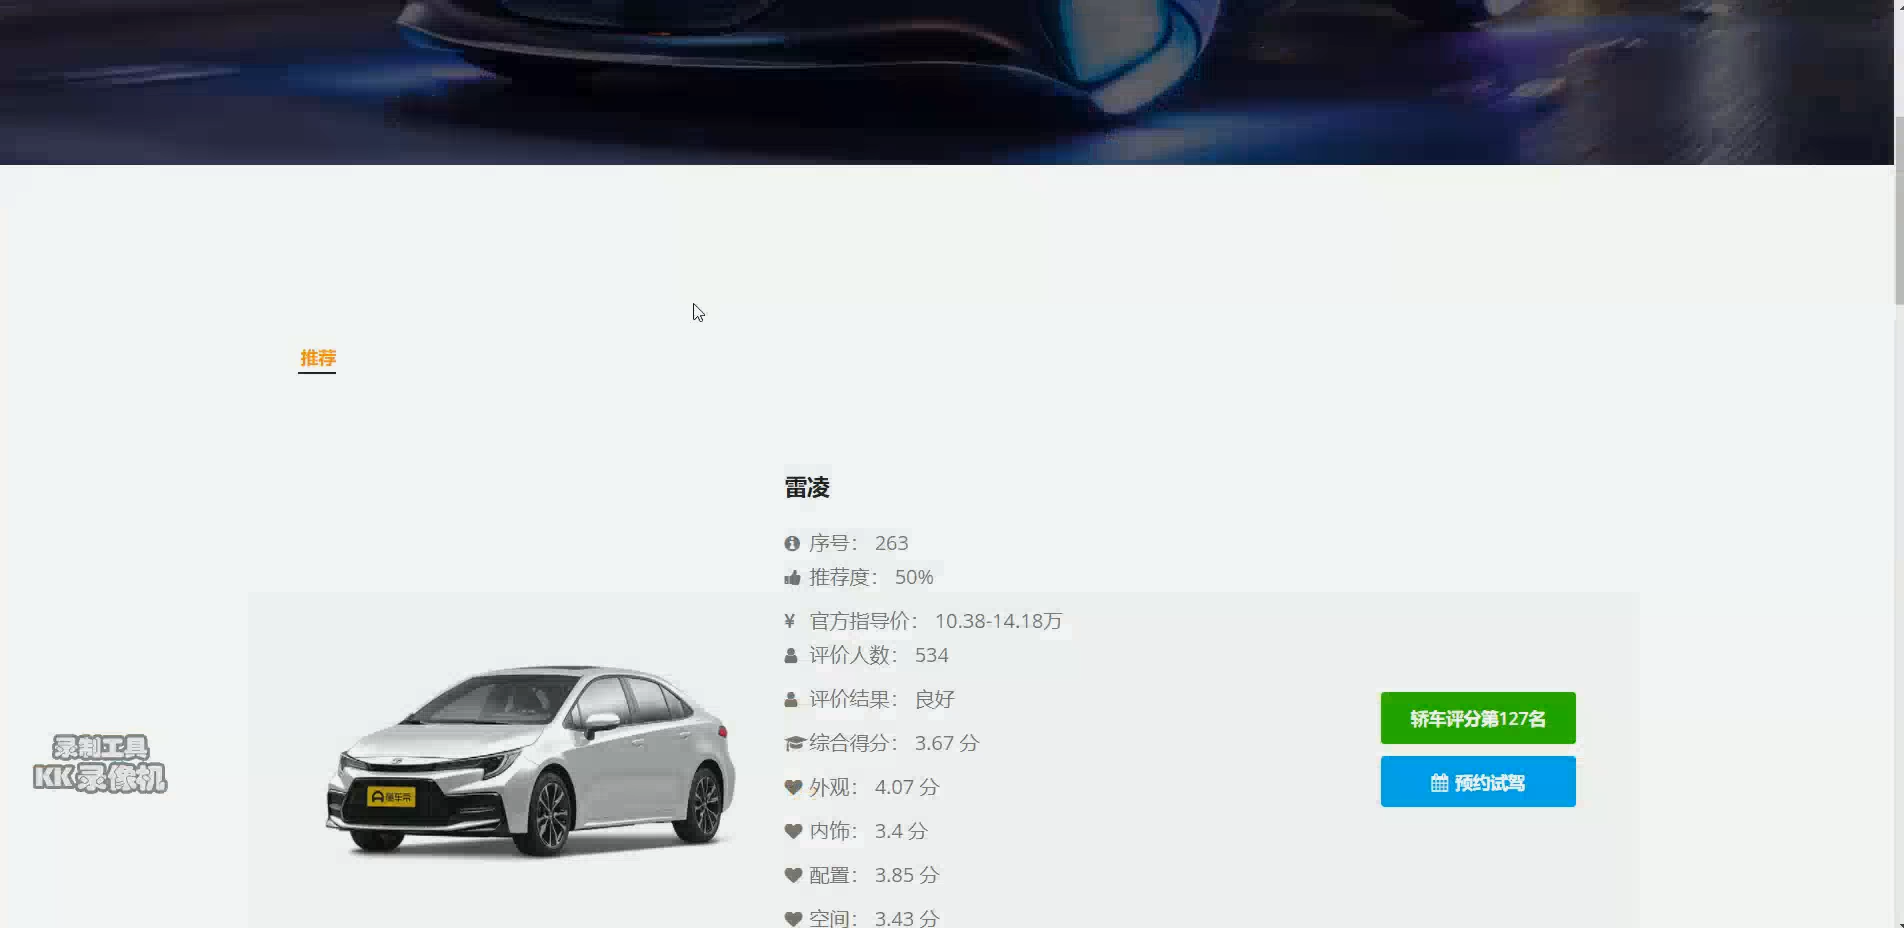 推荐
雷凌
序号： 263
推荐度： 50%
¥ 官方指导价： 10.38-14.18万
评价人数： 534
评价结果： 良好
综合得分： 3.67 分
外观： 4.07 分
内饰： 3.4 分
配置： 3.85 分
空间： 3.43 分
轿车评分第127名
预约试驾
懂车帝
录制工具
KK录像机